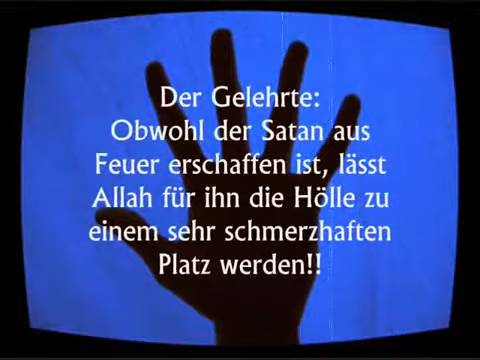 Der Gelehrte:
Obwohl der Satan aus
Feuer erschaffen ist, lässt
Allah für ihn die Hölle zu
einem sehr schmerzhaften
Platz werden!!